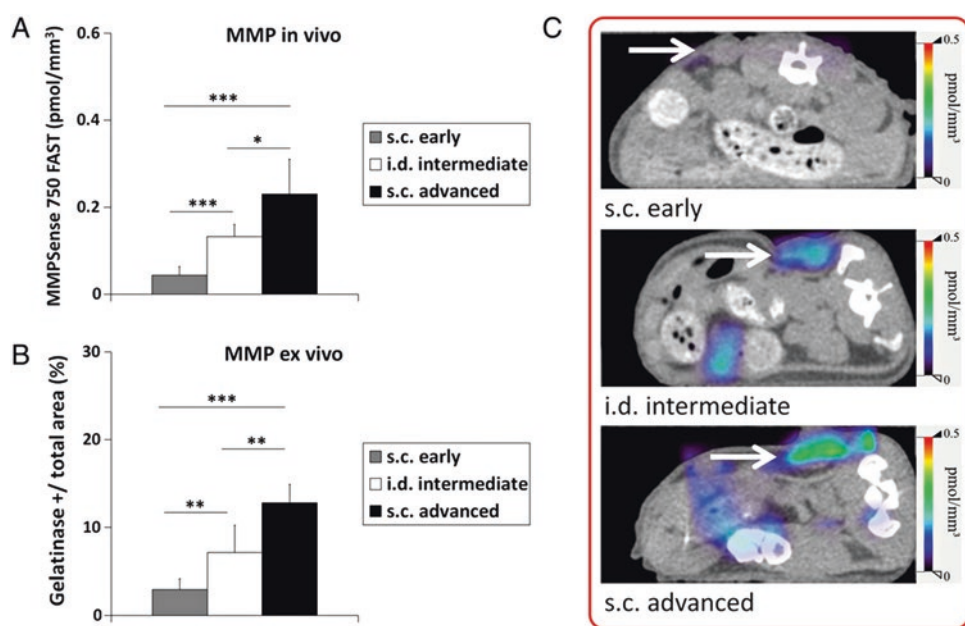 A
MMP in vivo
MMPSense 750 FAST (pmol/mm³)
0.6
0.4
0.2
0
***
*
***
s.c. early
i.d. intermediate
s.c. advanced
B
MMP ex vivo
Gelatinase +/ total area (%)
30
20
10
0
***
**
**
s.c. early
i.d. intermediate
s.c. advanced
C
0.5
pmol/mm³
0
s.c. early
0.5
pmol/mm³
0
i.d. intermediate
0.5
pmol/mm³
0
s.c. advanced